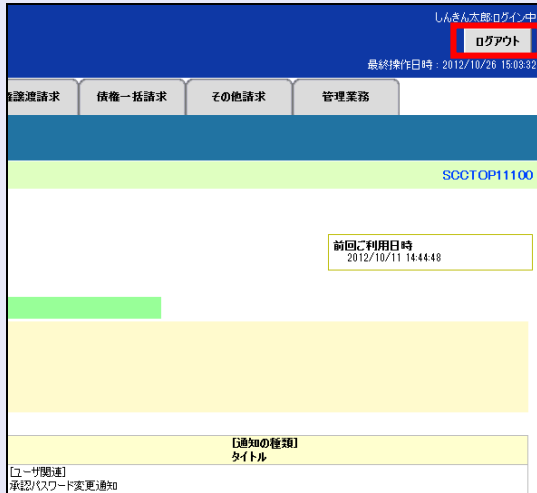 しんきん太郎:ログイン中
ログアウト
最終操作日時：2012/10/26 15:03:32
譲渡請求
債権一括請求
その他請求
管理業務
SCCTOP11100
前回ご利用日時
2012/10/11 14:44:48
[通知の種類]
タイトル
[ユーザ関連]
承認パスワード変更通知